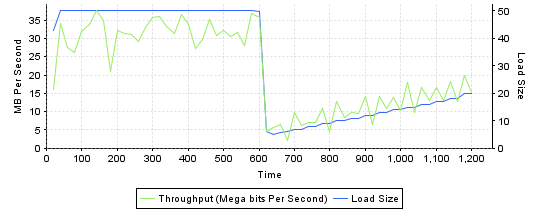 35
30
25
20
15
10
5
0
MB Per Second
50
40
30
20
10
0
Load Size
0 100 200 300 400 500 600 700 800 900 1,000 1,100 1,200
Time
Throughput (Mega bits Per Second) Load Size